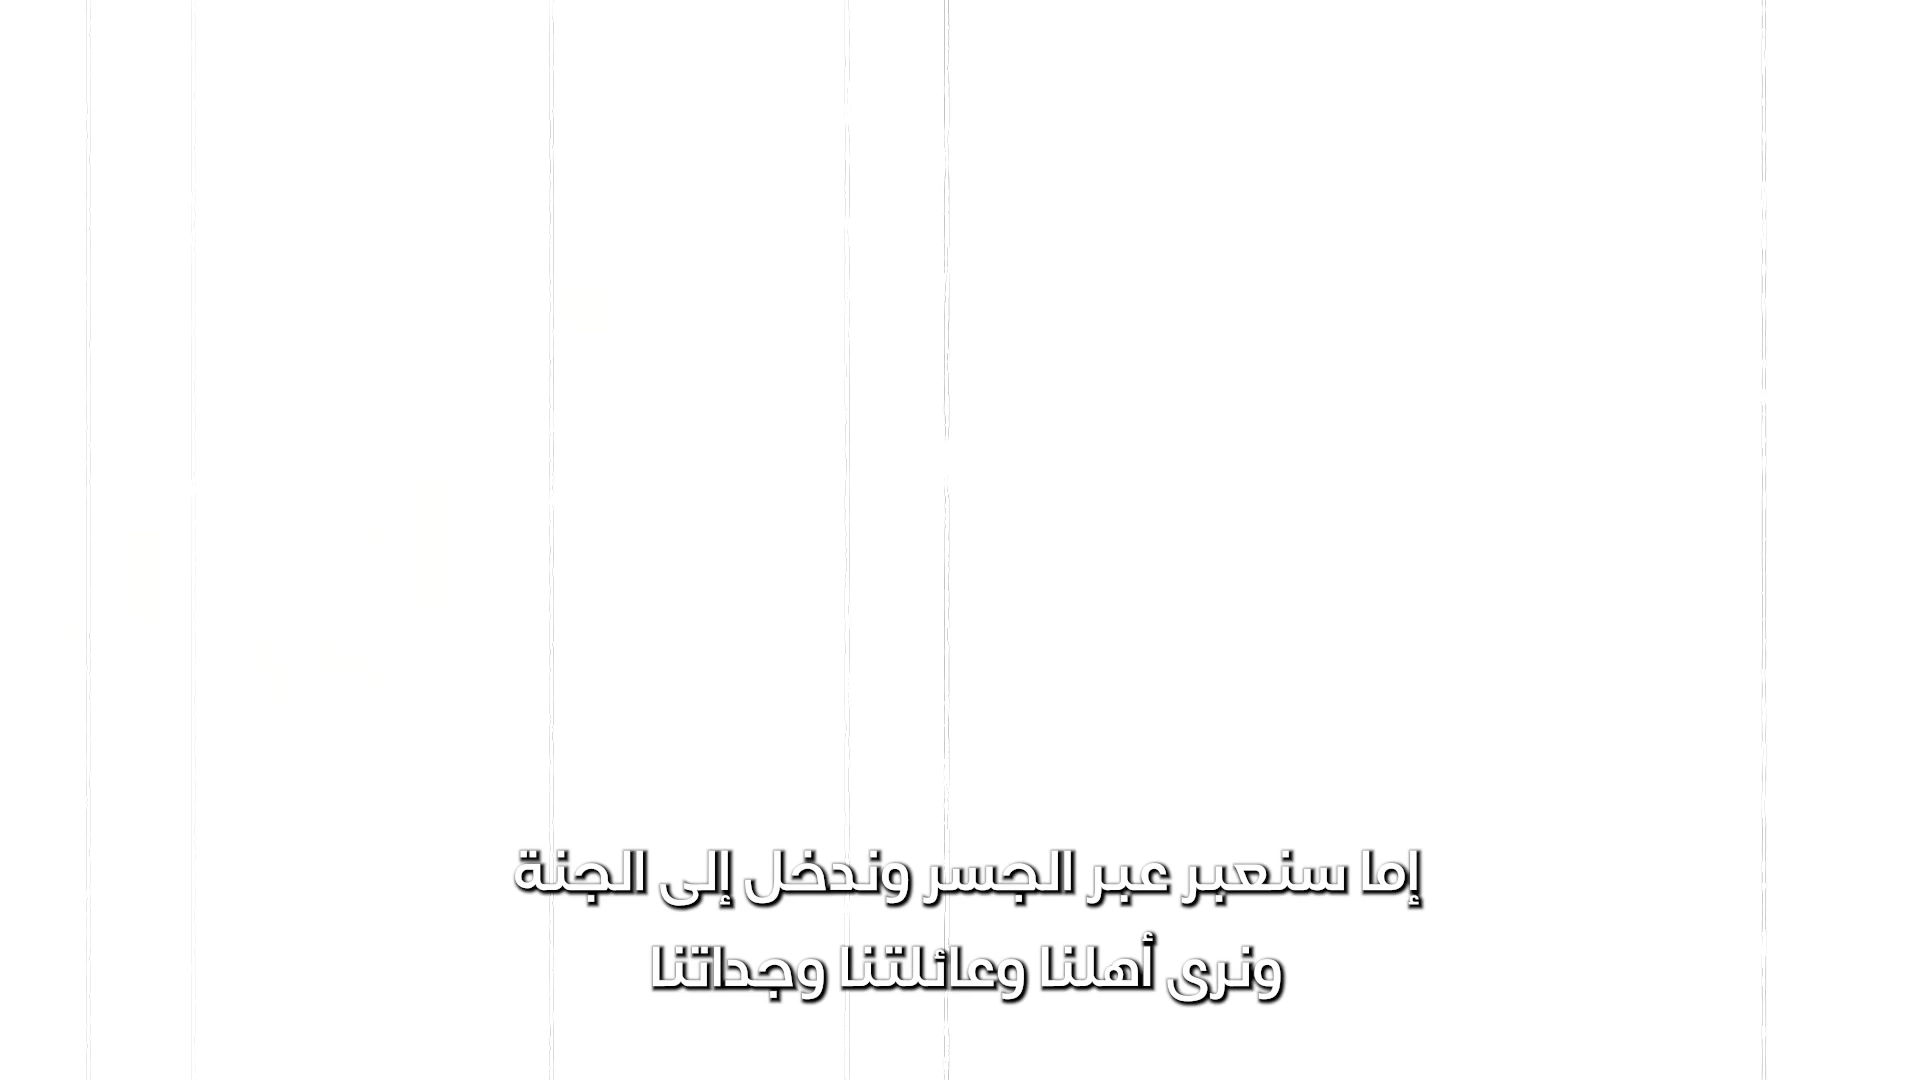 إما سنعبر عبر الجسر وندخل إلى الجنة
ونرى أهلنا وعائلتنا وجداتنا